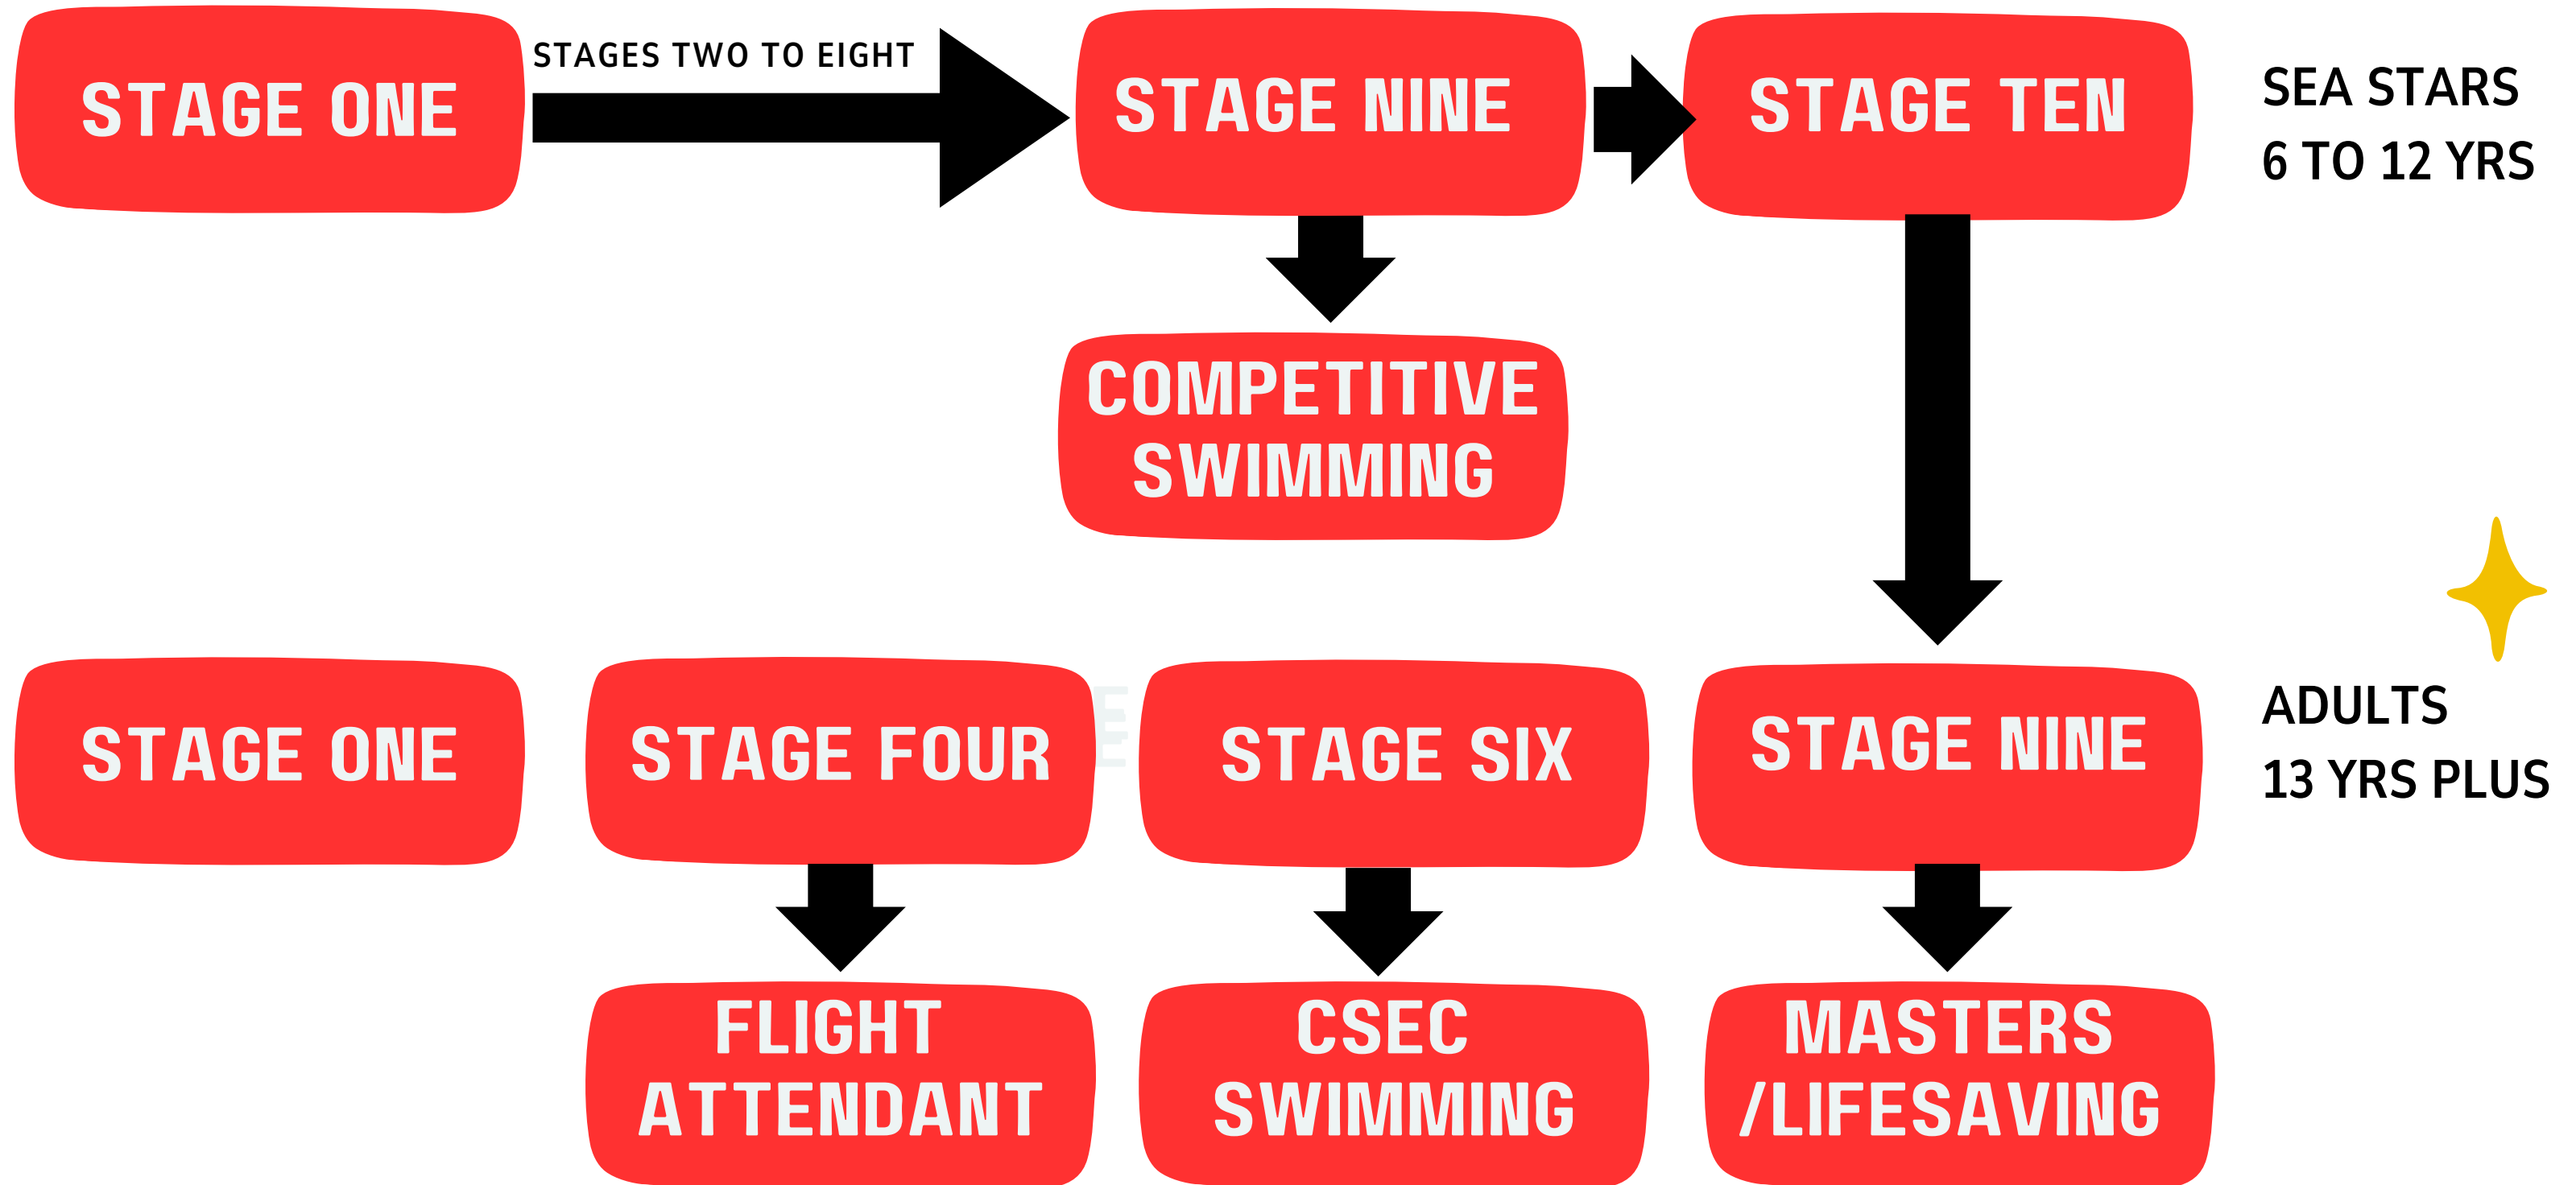 STAGE ONE
STAGES TWO TO EIGHT
STAGE NINE
STAGE TEN
SEA STARS
6 TO 12 YRS
COMPETITIVE
SWIMMING
STAGE ONE
STAGE FOUR
STAGE SIX
STAGE NINE
ADULTS
13 YRS PLUS
FLIGHT
ATTENDANT
CSEC
SWIMMING
MASTERS
/LIFESAVING